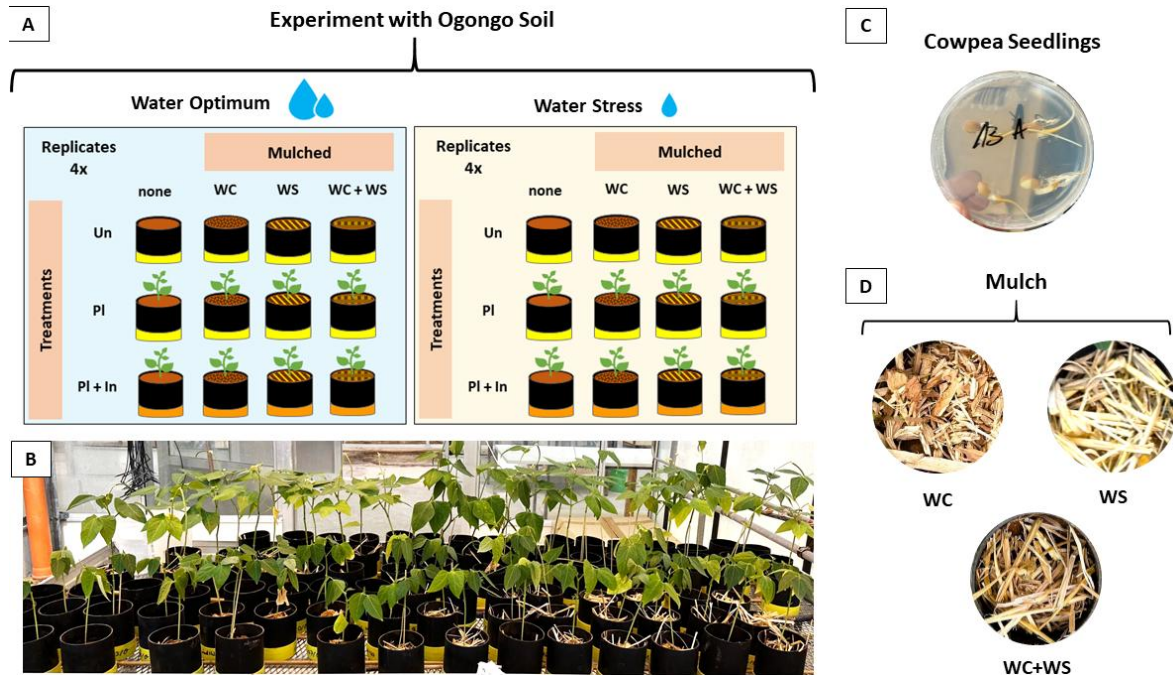 A
Experiment with Ogongo Soil
Water Optimum
Water Stress
Replicates
4x
Mulched
none
WC
WS
WC + WS
Treatments
Un
Pl
Pl + In
Replicates
4x
Mulched
none
WC
WS
WC + WS
Treatments
Un
Pl
Pl + In
B
C
Cowpea Seedlings
A
D
Mulch
WC
WS
WC+WS